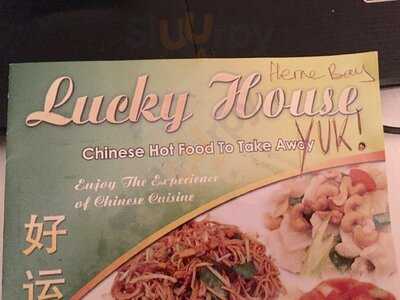 Herne Bay
Lucky House
YUK!
Chinese Hot Food To Take Away
Enjoy The Experience
of Chinese Cuisine
好
运